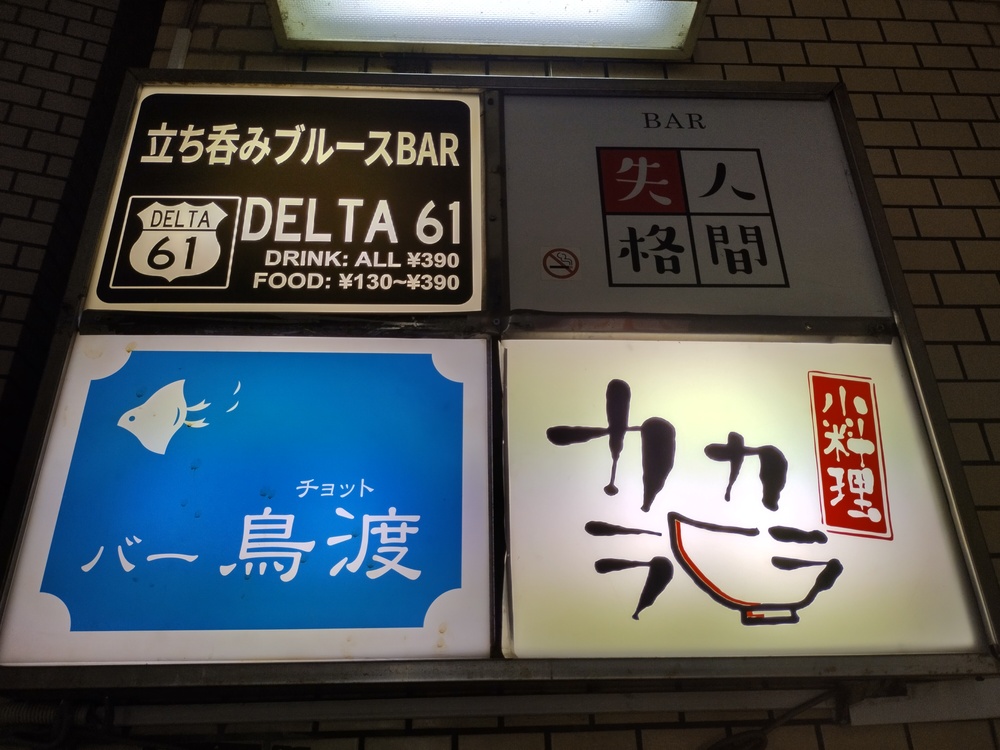 立ち呑みブルースBAR
DELTA
61
DELTA 61
DRINK: ALL ¥390
FOOD: ¥130~¥390
BAR
人間
失格
チョット
バー 鳥渡
小料理
カカ
ララ